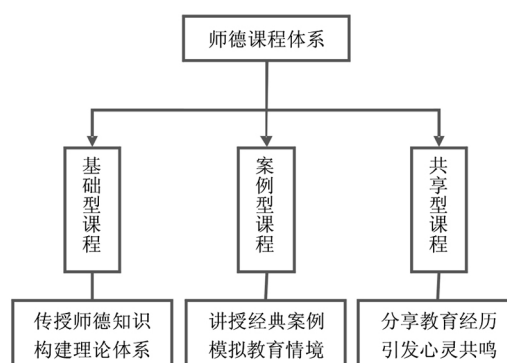 师德课程体系
基础型课程
案例型课程
共享型课程
传授师德知识
构建理论体系
讲授经典案例
模拟教育情境
分享教育经历
引发心灵共鸣